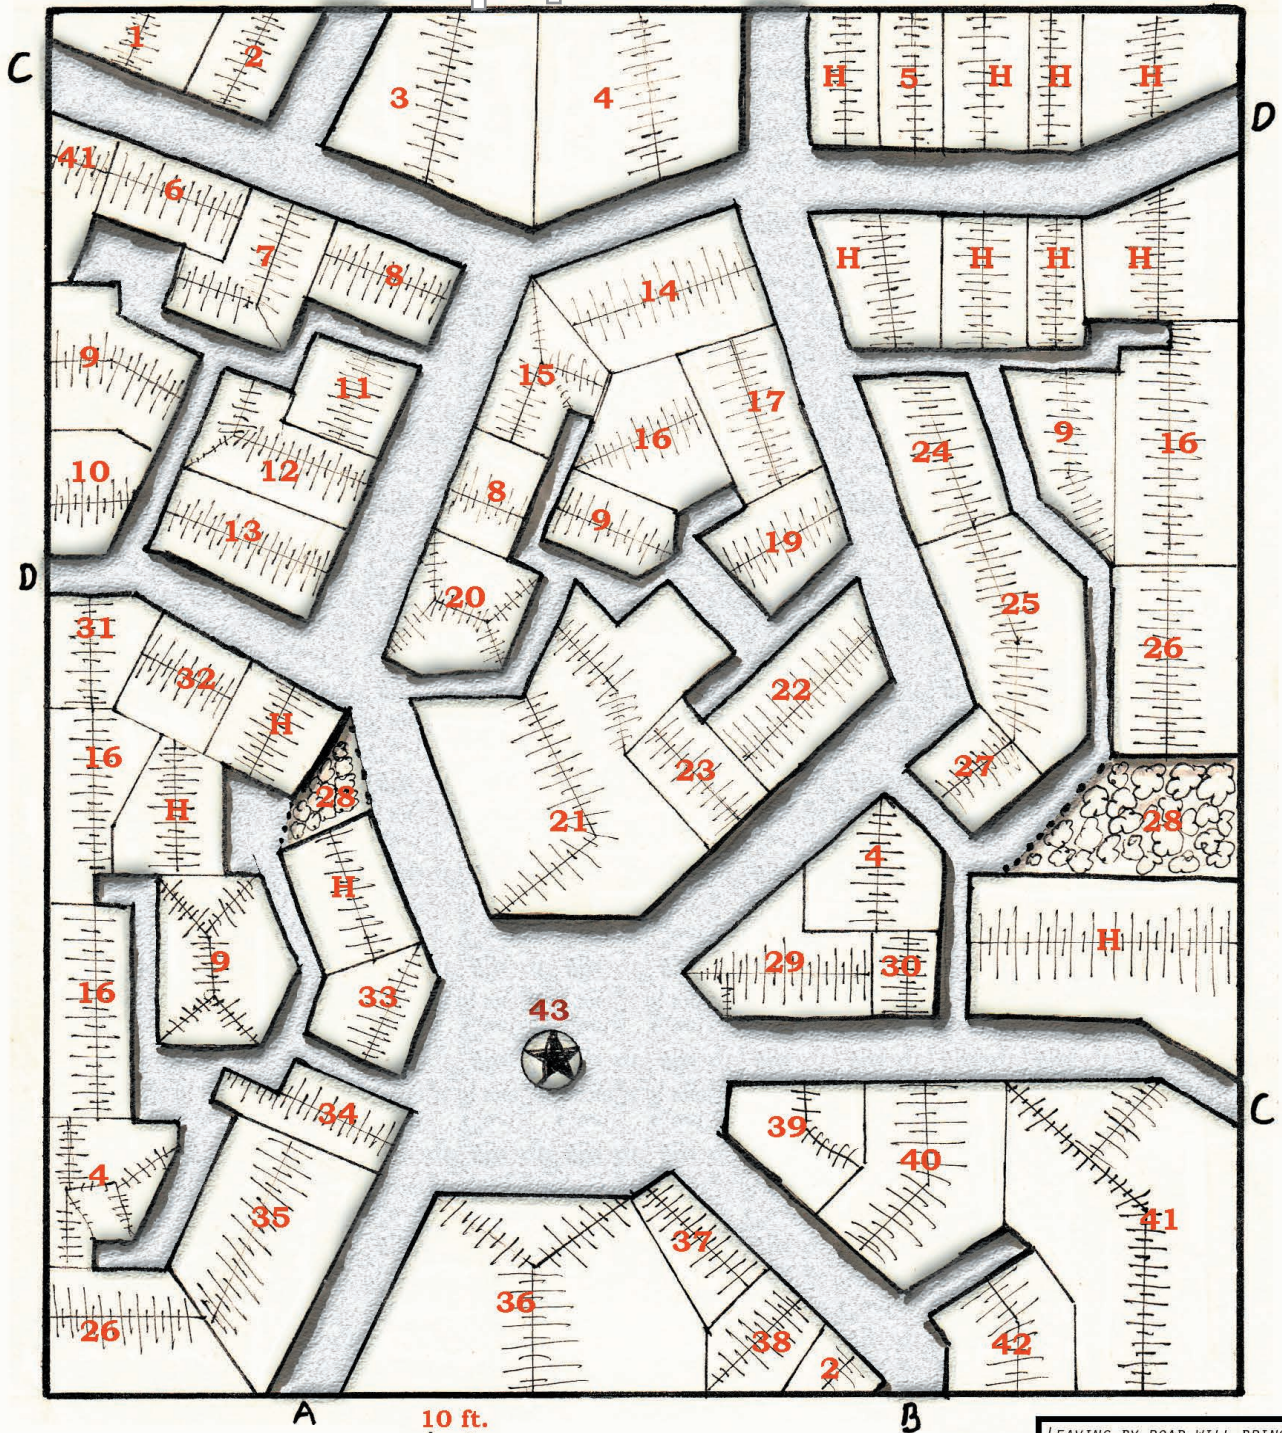 1 2 3 4 H 5 H H H
C
D
41 6 7 8 14 H H H H
9 11 15 17 16 24 9 16
10 12 13 8 9 19
D
20 25 26
31 32 H 22
16 H 28 21 23 27 28
H 4
9 29 30 H
16 33 43
C
34 39 40
4 35 37 41
26 36 38 2 42
A B
10 ft.